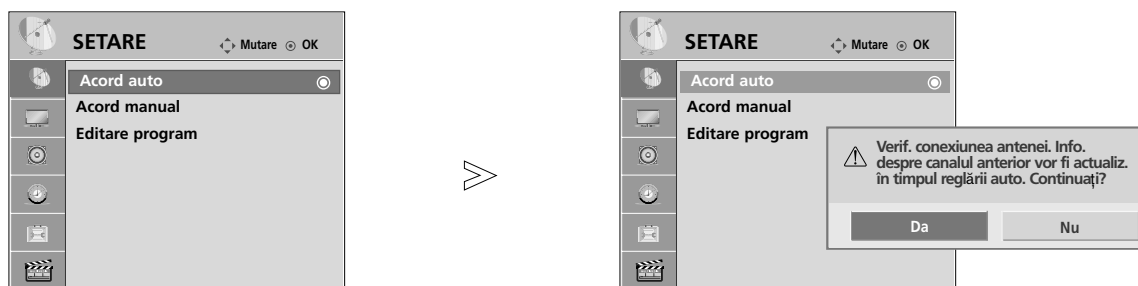 SETARE
Mutare OK
Acord auto
Acord manual
Editare program
SETARE
Mutare OK
Acord auto
Acord manual
Editare program
Verif. conexiunea antenei. Info.
despre canalul anterior vor fi actualiz.
în timpul reglării auto. Continuaţi?
Da Nu